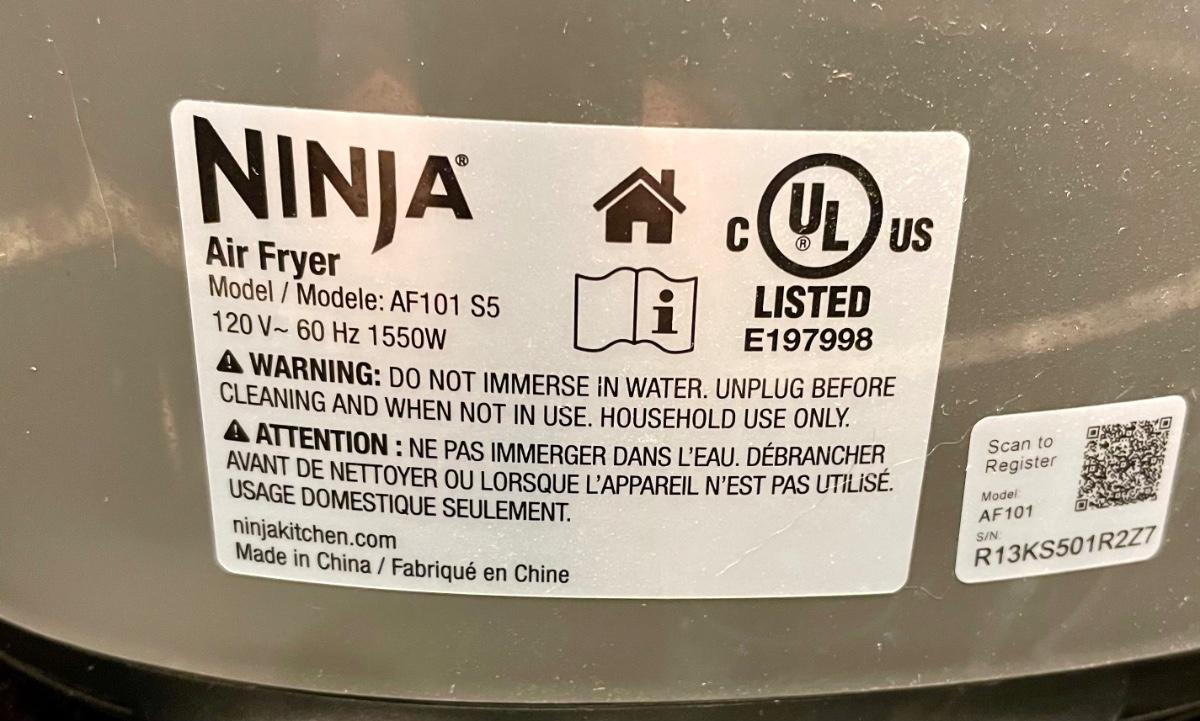 NINJA®
Air Fryer
Model / Modele: AF101 S5
120 V~ 60 Hz 1550W
C UL® US
LISTED
E197998
WARNING: DO NOT IMMERSE IN WATER. UNPLUG BEFORE
CLEANING AND WHEN NOT IN USE. HOUSEHOLD USE ONLY.
ATTENTION : NE PAS IMMERGER DANS L'EAU. DÉBRANCHER
AVANT DE NETTOYER OU LORSQUE L'APPAREIL N'EST PAS UTILISÉ.
USAGE DOMESTIQUE SEULEMENT.
ninjakitchen.com
Made in China / Fabriqué en Chine
Scan to
Register
Model:
AF101
S/N:
R13KS501R2Z7